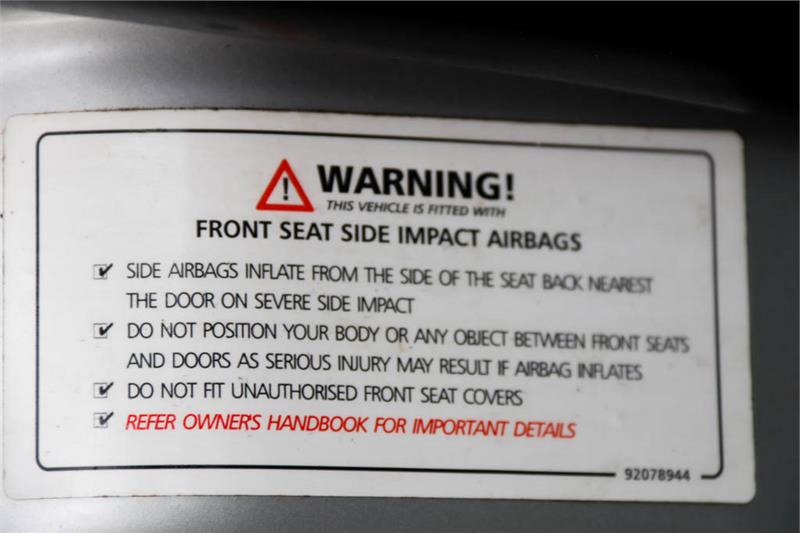 WARNING!
THIS VEHICLE IS FITTED WITH
FRONT SEAT SIDE IMPACT AIRBAGS
SIDE AIRBAGS INFLATE FROM THE SIDE OF THE SEAT BACK NEAREST
THE DOOR ON SEVERE SIDE IMPACT
DO NOT POSITION YOUR BODY OR ANY OBJECT BETWEEN FRONT SEATS
AND DOORS AS SERIOUS INJURY MAY RESULT IF AIRBAG INFLATES
DO NOT FIT UNAUTHORISED FRONT SEAT COVERS
REFER OWNER'S HANDBOOK FOR IMPORTANT DETAILS
92078944